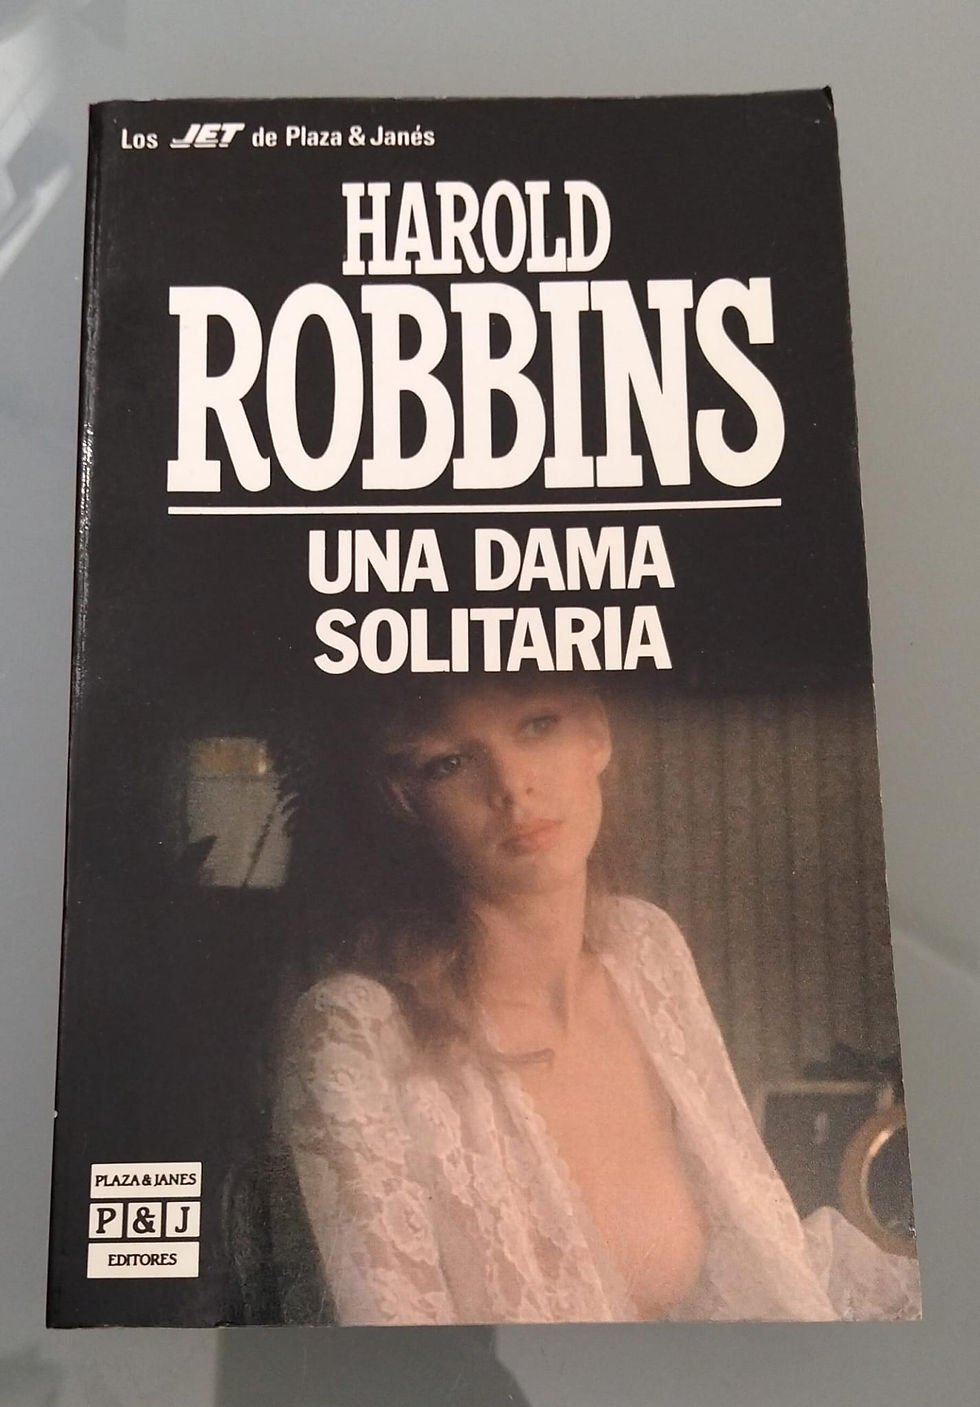 Los JET de Plaza & Janés
HAROLD
ROBBINS
UNA DAMA
SOLITARIA
PLAZA & JANES
P & J
EDITORES